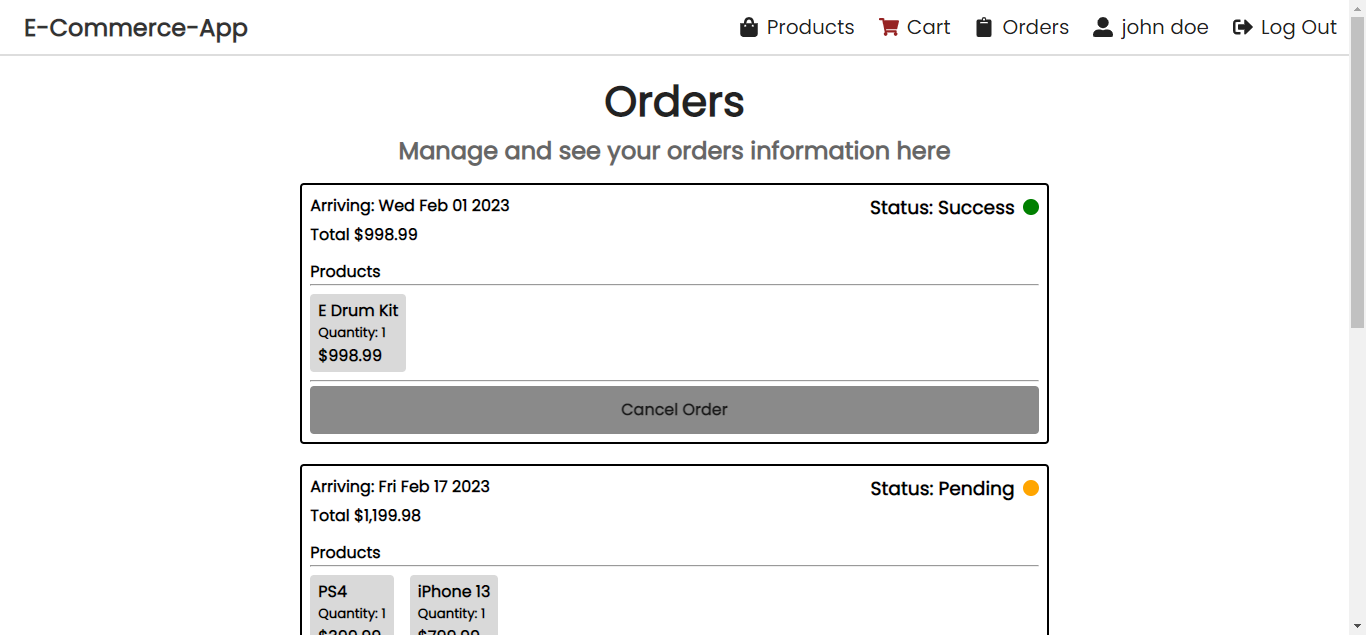 E-Commerce-App
Products Cart Orders john doe Log Out
Orders
Manage and see your orders information here
Arriving: Wed Feb 01 2023
Status: Success
Total $998.99
Products
E Drum Kit
Quantity: 1
$998.99
Cancel Order
Arriving: Fri Feb 17 2023
Status: Pending
Total $1,199.98
Products
PS4
Quantity: 1
iPhone 13
Quantity: 1